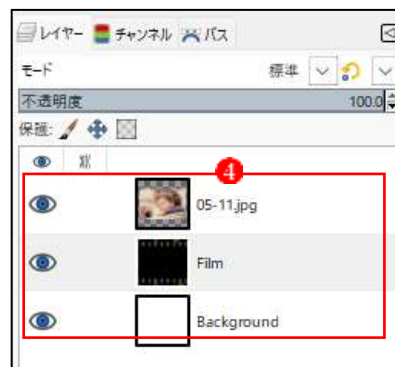 レイヤー チャンネル パス
モード 標準
不透明度 100.0
保護:
4
05-11.jpg
Film
Background